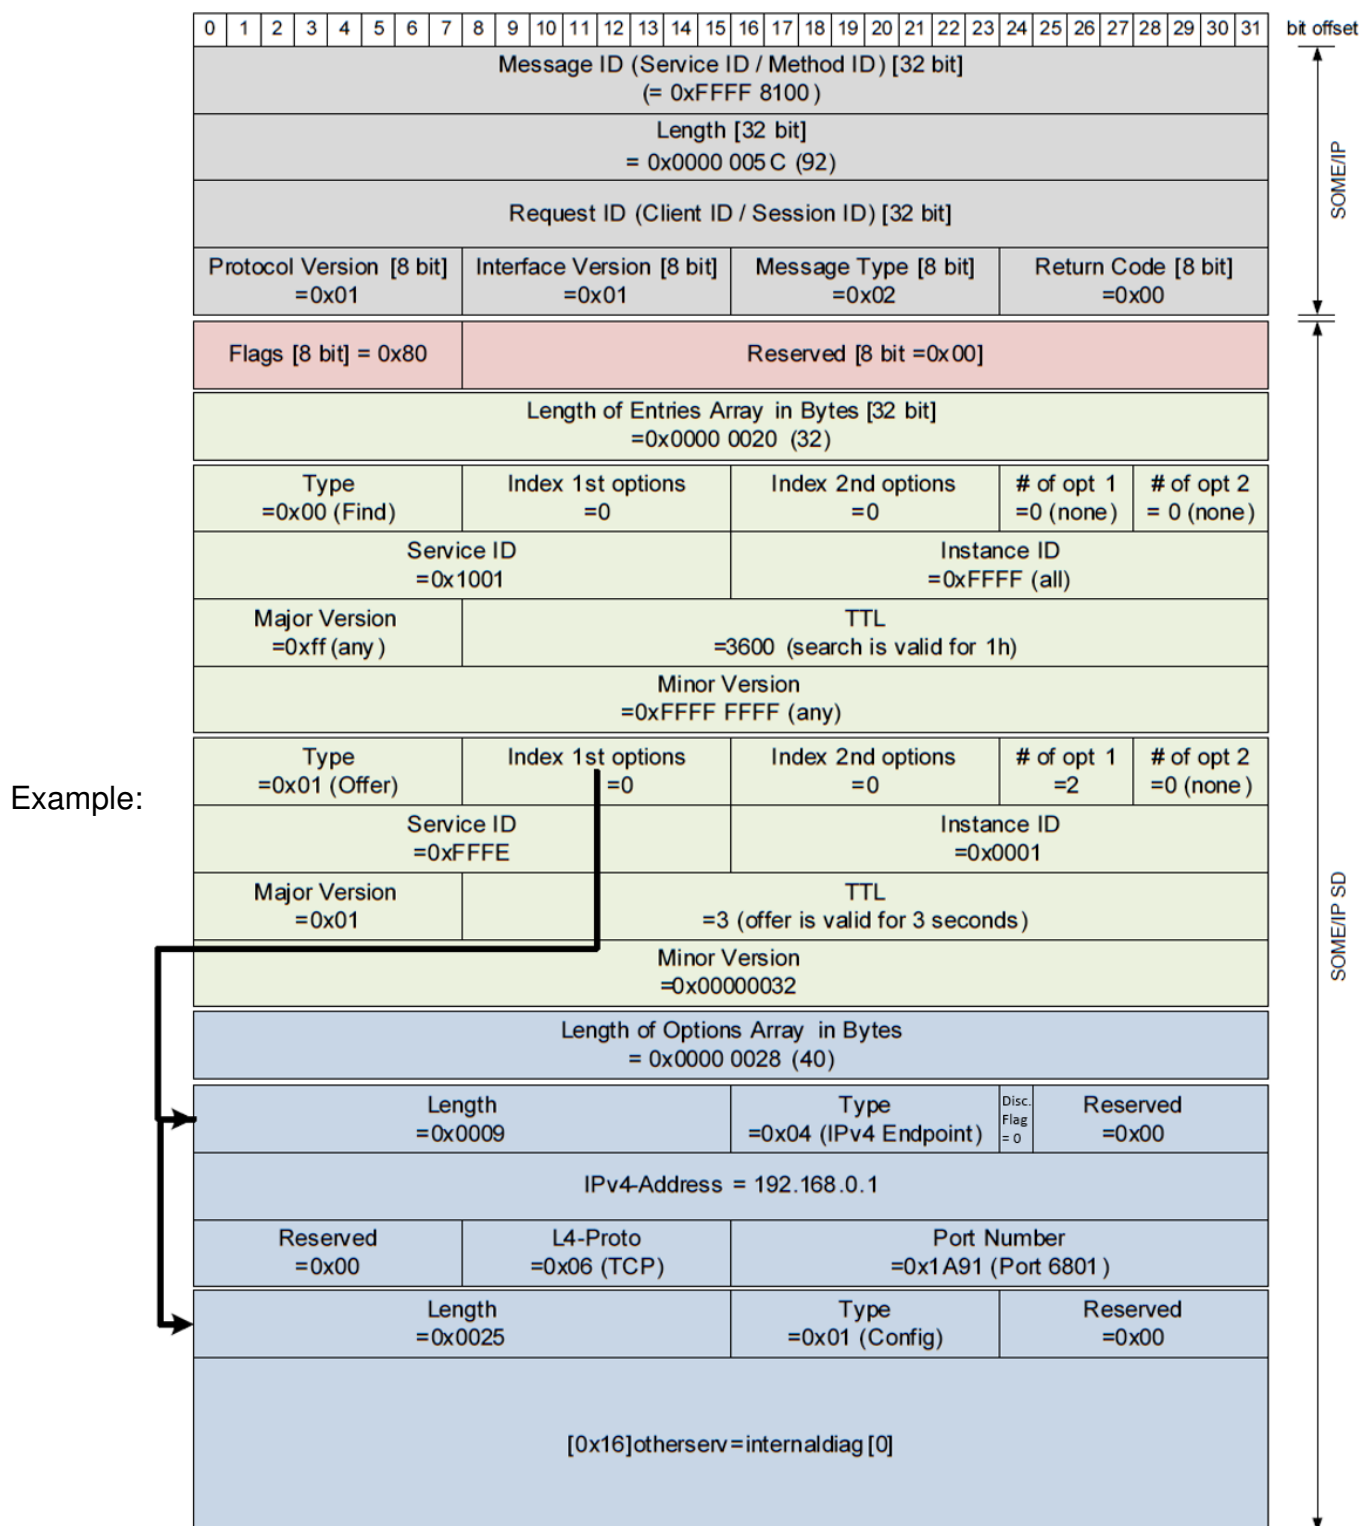 0 1 2 3 4 5 6 7 8 9 10 11 12 13 14 15 16 17 18 19 20 21 22 23 24 25 26 27 28 29 30 31 bit offset
Message ID (Service ID / Method ID) [32 bit]
(= 0xFFFF 8100)
Length [32 bit]
= 0x0000 005C (92)
Request ID (Client ID / Session ID) [32 bit]
SOME/IP
Protocol Version [8 bit] Interface Version [8 bit] Message Type [8 bit] Return Code [8 bit]
=0x01 =0x01 =0x02 =0x00
Flags [8 bit] = 0x80 Reserved [8 bit =0x00]
Length of Entries Array in Bytes [32 bit]
=0x0000 0020 (32)
Type Index 1st options Index 2nd options # of opt 1 # of opt 2
=0x00 (Find) =0 =0 =0 (none) = 0 (none)
Service ID Instance ID
=0x1001 =0xFFFF (all)
Major Version TTL
=0xff (any) =3600 (search is valid for 1h)
Minor Version
=0xFFFF FFFF (any)
Type Index 1st options Index 2nd options # of opt 1 # of opt 2
=0x01 (Offer) =0 =0 =2 =0 (none)
Example:
Service ID Instance ID
=0xFFFE =0x0001
Major Version TTL
=0x01 =3 (offer is valid for 3 seconds)
SOME/IP SD
Minor Version
=0x00000032
Length of Options Array in Bytes
= 0x0000 0028 (40)
Length Type Disc. Reserved
=0x0009 =0x04 (IPv4 Endpoint) Flag =0x00
= 0
IPv4-Address = 192.168.0.1
Reserved L4-Proto Port Number
=0x00 =0x06 (TCP) =0x1A91 (Port 6801)
Length Type Reserved
=0x0025 =0x01 (Config) =0x00
[0x16]otherserv=internaldiag[0]